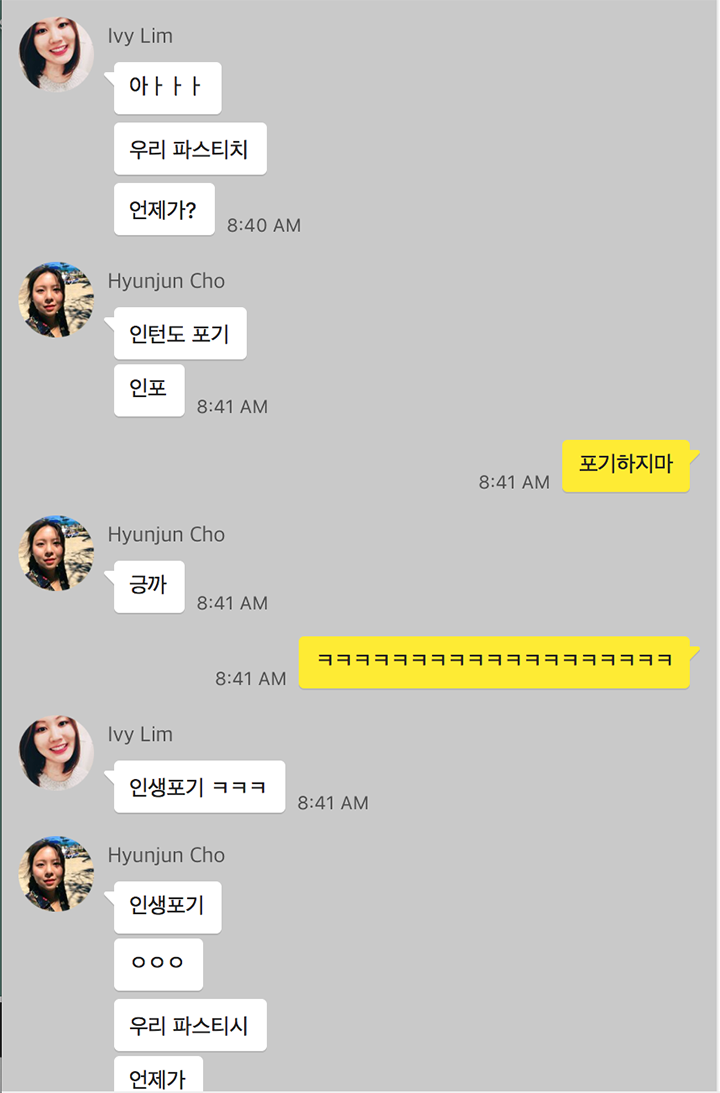 Ivy Lim
아ㅏㅏㅏ
우리 파스티치
언제가?
8:40 AM
Hyunjun Cho
인턴도 포기
인포
8:41 AM
포기하지마
8:41 AM
Hyunjun Cho
긍까
8:41 AM
ㅋㅋㅋㅋㅋㅋㅋㅋㅋㅋㅋㅋㅋㅋㅋㅋㅋㅋㅋ
8:41 AM
Ivy Lim
인생포기 ㅋㅋㅋ
8:41 AM
Hyunjun Cho
인생포기
ㅇㅇㅇ
우리 파스티시
언제가